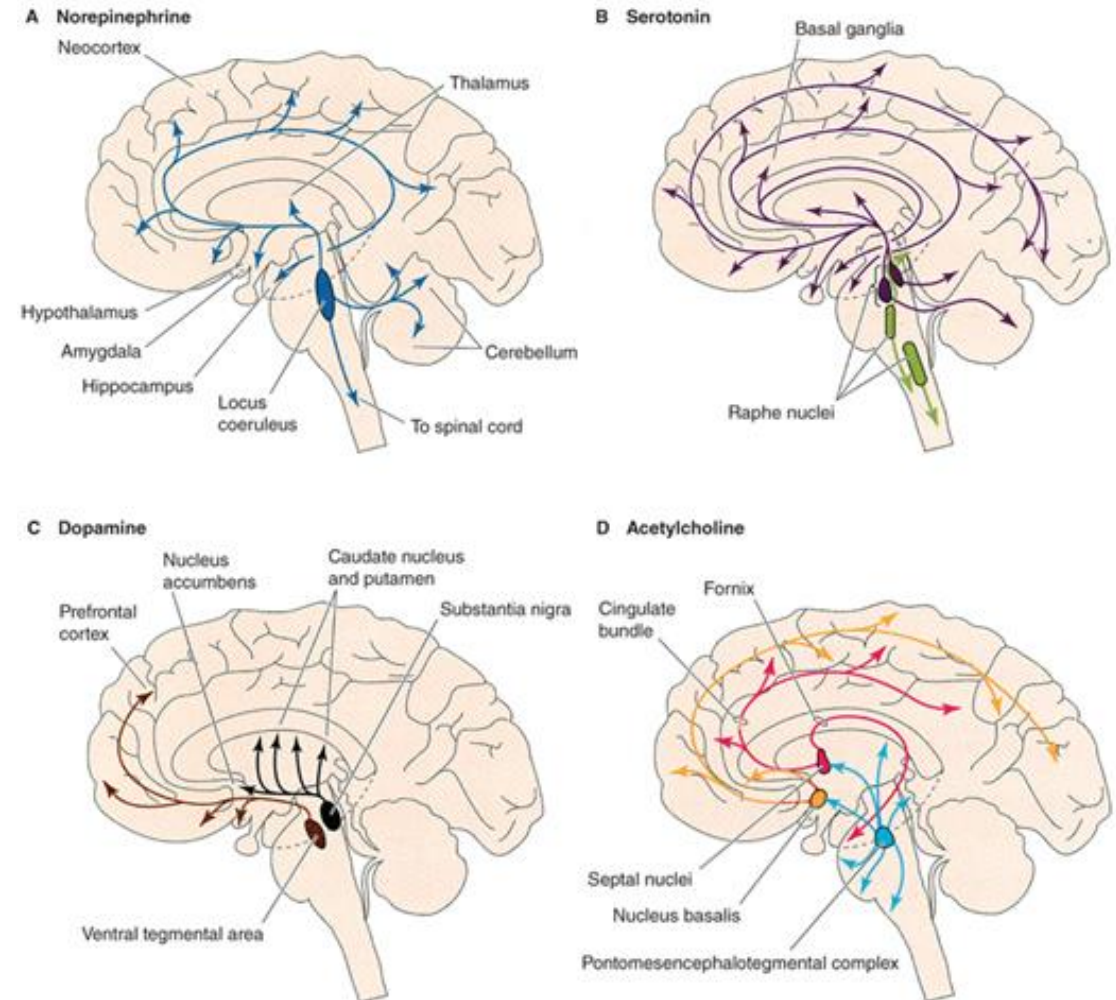 A Norepinephrine
Neocortex
Thalamus
Hypothalamus
Amygdala
Hippocampus
Locus
coeruleus
Cerebellum
To spinal cord
B Serotonin
Basal ganglia
Raphe nuclei
C Dopamine
Nucleus
accumbens
Caudate nucleus
and putamen
Prefrontal
cortex
Substantia nigra
Ventral tegmental area
D Acetylcholine
Fornix
Cingulate
bundle
Septal nuclei
Nucleus basalis
Pontomesencephalotegmental complex